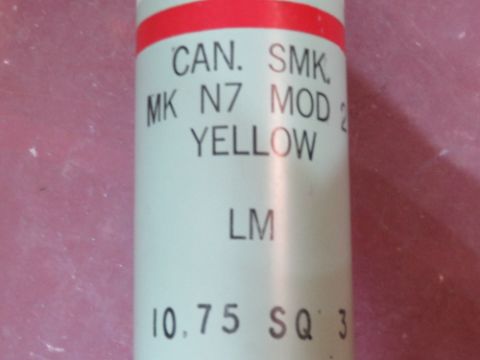 CAN. SMK.
MK N7 MOD 2
YELLOW
LM
10.75 SQ 3